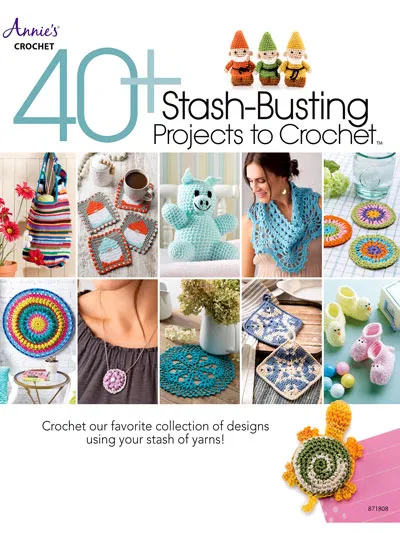 Annie's
CROCHET
40+
Stash-Busting
Projects to Crochet™
Crochet our favorite collection of designs
using your stash of yarns!
871808